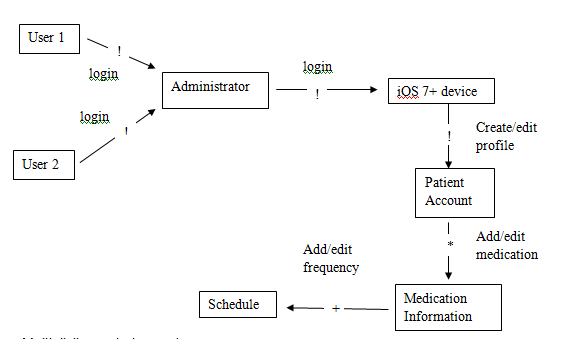 User 1
!
login
login
Administrator
!
iOS 7+ device
login
!
!
Create/edit
profile
User 2
Patient
Account
*
Add/edit
medication
Add/edit
frequency
Schedule
+
Medication
Information